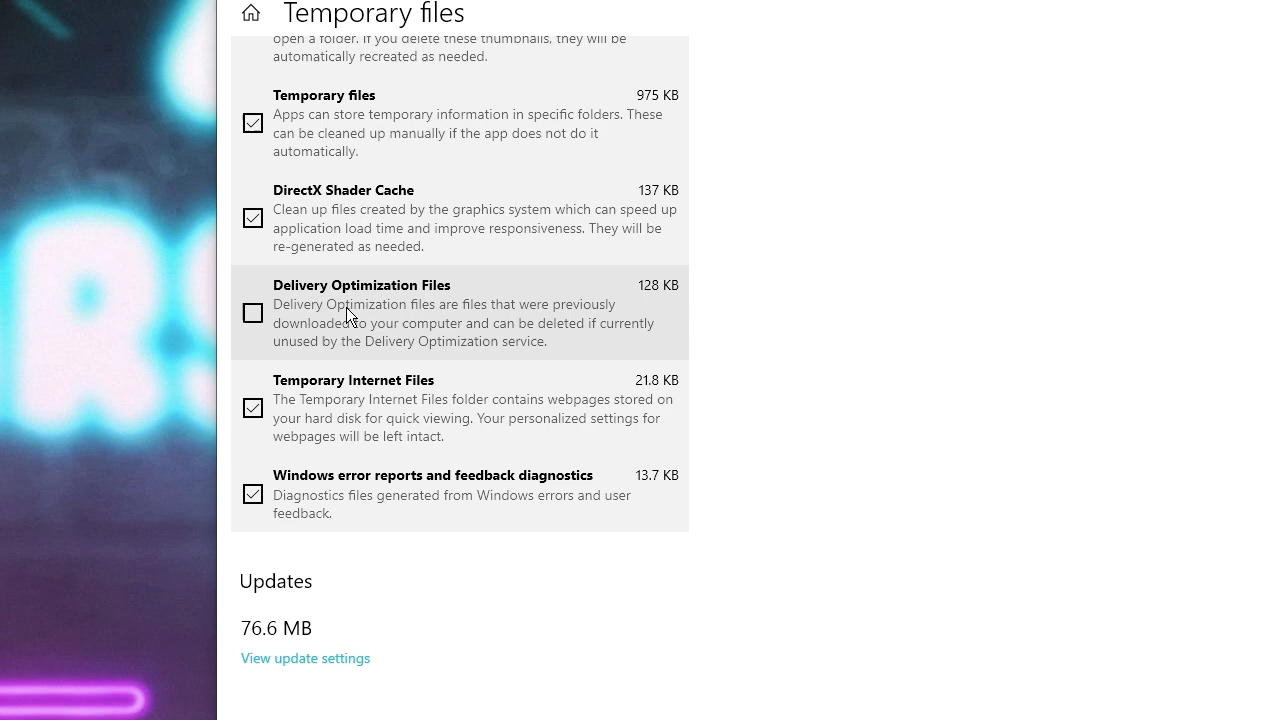 Temporary files
open a folder. If you delete these thumbnails, they will be
automatically recreated as needed.
Temporary files 975 KB
Apps can store temporary information in specific folders. These
can be cleaned up manually if the app does not do it
automatically.
DirectX Shader Cache 137 KB
Clean up files created by the graphics system which can speed up
application load time and improve responsiveness. They will be
re-generated as needed.
Delivery Optimization Files 128 KB
Delivery Optimization files are files that were previously
downloaded to your computer and can be deleted if currently
unused by the Delivery Optimization service.
Temporary Internet Files 21.8 KB
The Temporary Internet Files folder contains webpages stored on
your hard disk for quick viewing. Your personalized settings for
webpages will be left intact.
Windows error reports and feedback diagnostics 13.7 KB
Diagnostics files generated from Windows errors and user
feedback.
Updates
76.6 MB
View update settings